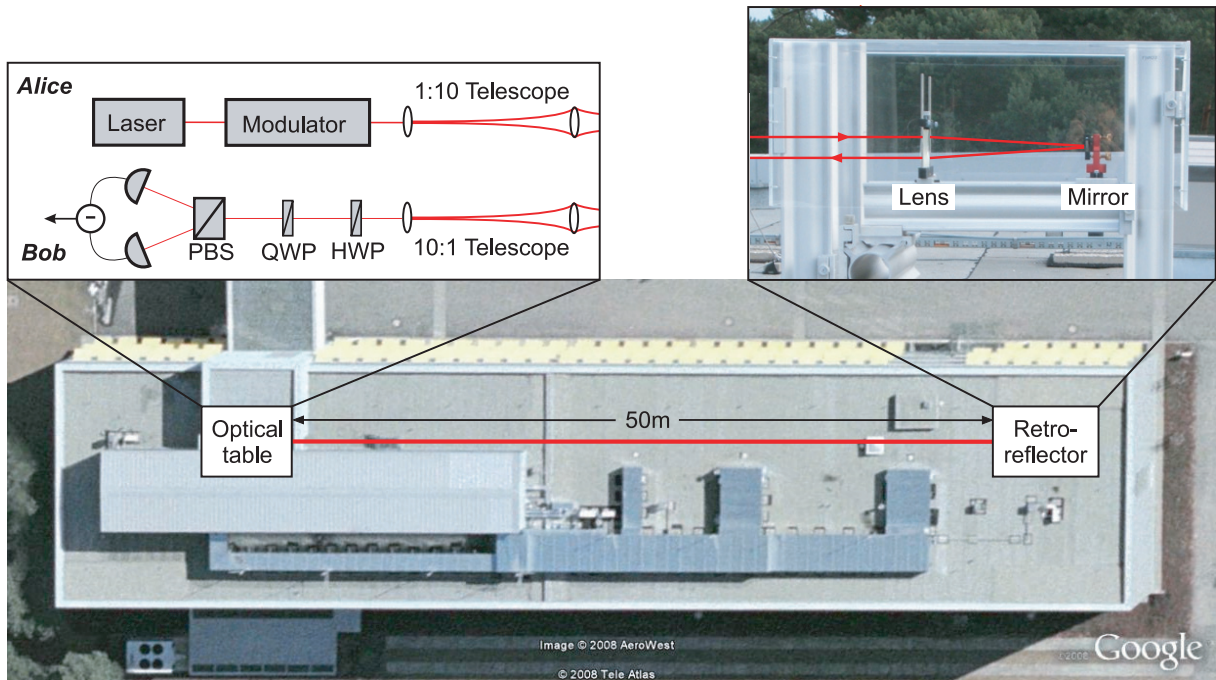 Alice
Laser
Modulator
1:10 Telescope
Bob
−
PBS
QWP
HWP
10:1 Telescope
Lens
Mirror
50m
Optical
table
Retro-
reflector
Image © 2008 AeroWest
© 2008 Tele Atlas
©2008 Google